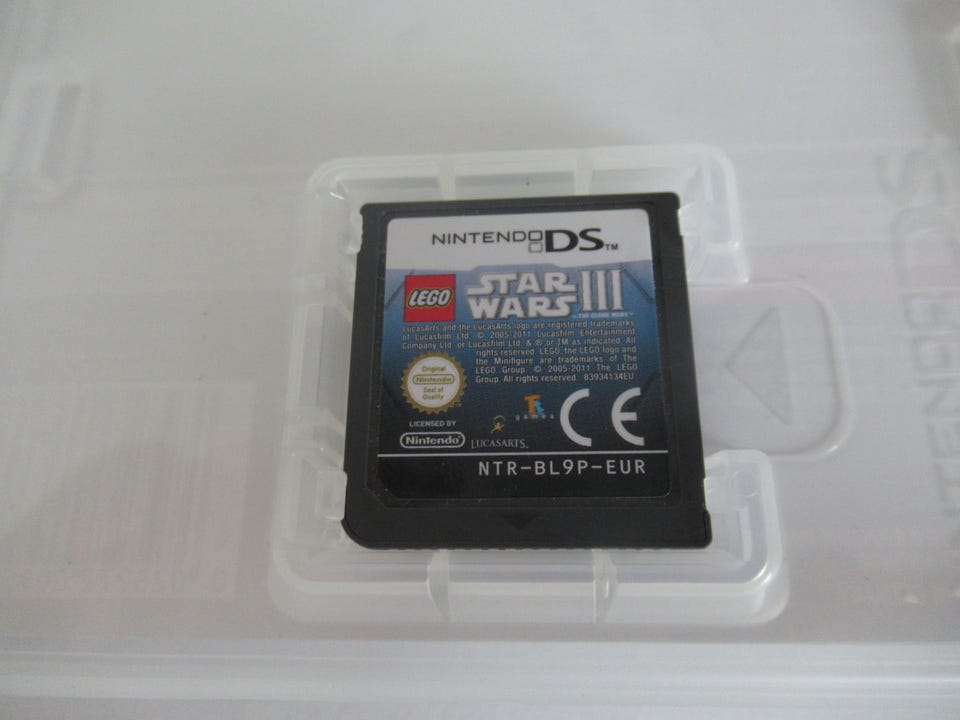 NINTENDO DS™
LEGO
STAR WARS III
THE CLONE WARS™
LucasArts and the LucasArts logo are registered trademarks
of Lucasfilm Ltd. © 2005-2011 Lucasfilm Entertainment
Company Ltd. or Lucasfilm Ltd. & ® or TM as indicated. All
rights reserved. LEGO, the LEGO logo and
the Minifigure are trademarks of The
LEGO Group. © 2005-2011 The LEGO
Group. All rights reserved. 83934134EU
Original
Nintendo
Seal of
Quality
games
CE
LICENSED BY
Nintendo
LUCASARTS™
NTR-BL9P-EUR